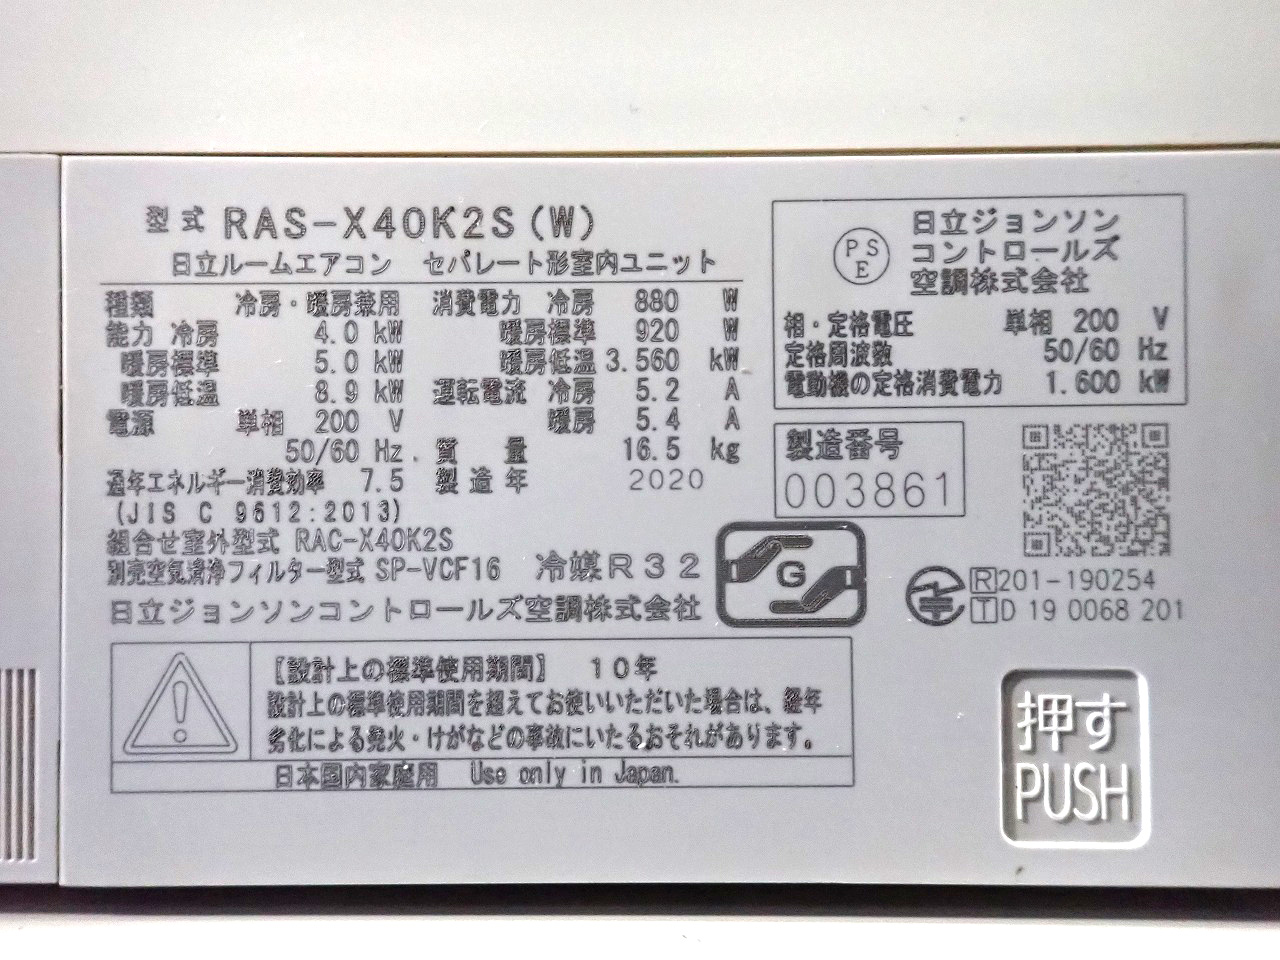 型式 RAS-X40K2S(W)
日立ルームエアコン セパレート形室内ユニット
種類 冷房・暖房兼用 消費電力 冷房 880 W
能力 冷房 4.0 kW 暖房標準 920 W
暖房標準 5.0 kW 暖房低温 3.560 kW
暖房低温 8.9 kW 運転電流 冷房 5.2 A
電源 単相 200 V 暖房 5.4 A
50/60 Hz 質量 16.5 kg
通年エネルギー消費効率 7.5 製造年 2020
(JIS C 9612:2013)
組合せ室外型式 RAC-X40K2S
別売空気清浄フィルター型式 SP-VCF16 冷媒R32
日立ジョンソンコントロールズ空調株式会社
G
PSE
日立ジョンソン
コントロールズ
空調株式会社
相・定格電圧 単相 200 V
定格周波数 50/60 Hz
電動機の定格消費電力 1.600 kW
製造番号
003861
R 201-190254
T D 19 0068 201
【設計上の標準使用期間】 10年
設計上の標準使用期間を超えてお使いいただいた場合は、経年
劣化による発火・けがなどの事故にいたるおそれがあります。
日本国内家庭用 Use only in Japan.
押す
PUSH